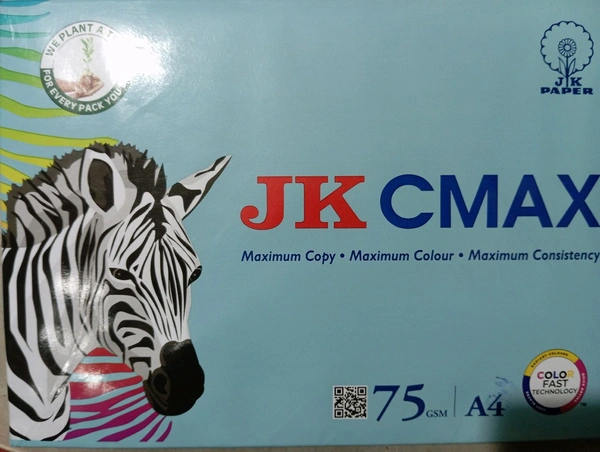 WE PLANT A
FOR EVERY PACK YOU
JK
PAPER
JK CMAX
Maximum Copy • Maximum Colour • Maximum Consistency
75 GSM | A4
COLOR
FAST
TECHNOLOGY